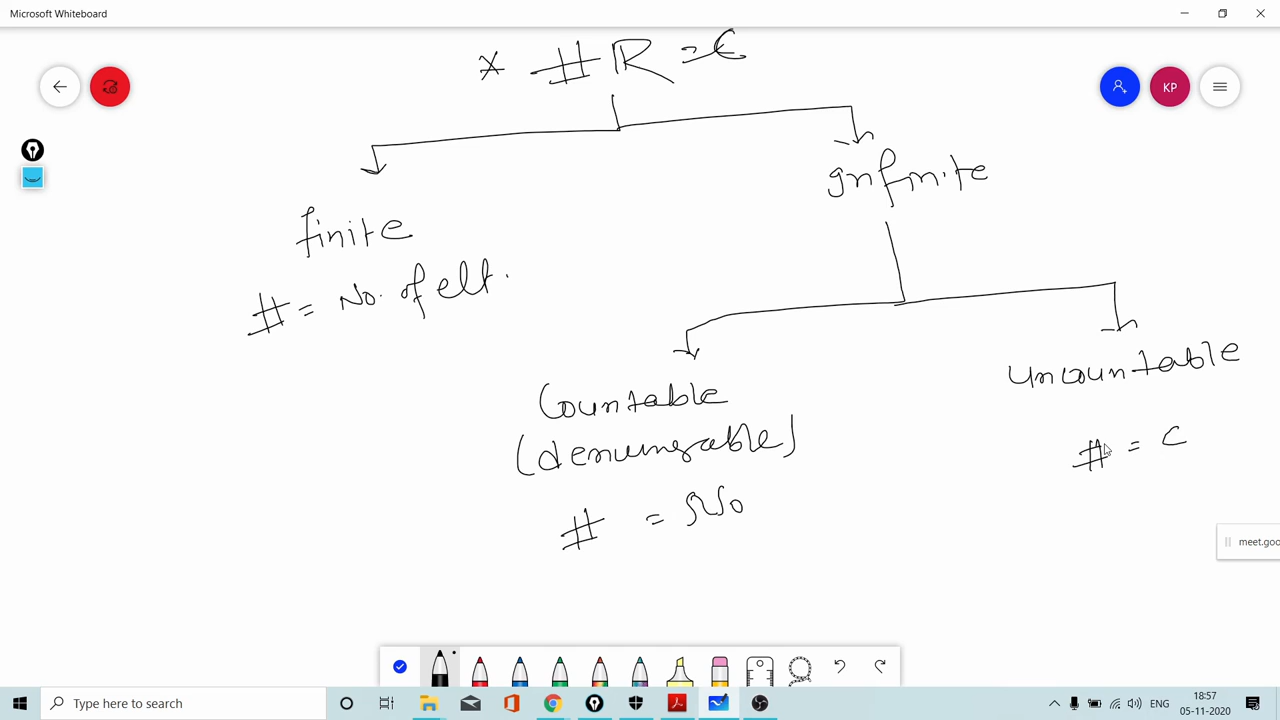 Microsoft Whiteboard
× # R = c
KP
finite
Infinite
# = No. of elt.
Countable
(denumerable)
# = ℵ0
Uncountable
# = c
meet.goo
Type here to search
ENG
18:57
05-11-2020